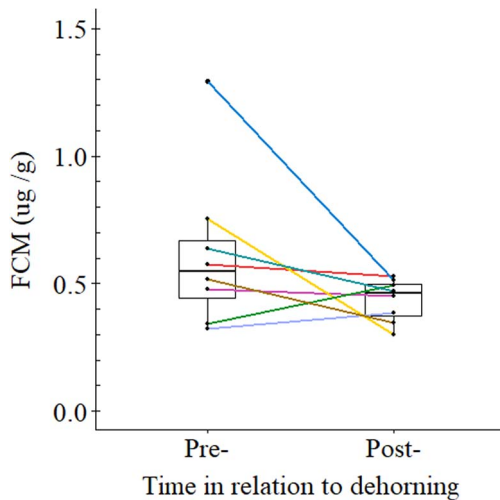 FCM (ug /g)
1.5
1.0
0.5
0.0
Pre-
Post-
Time in relation to dehorning